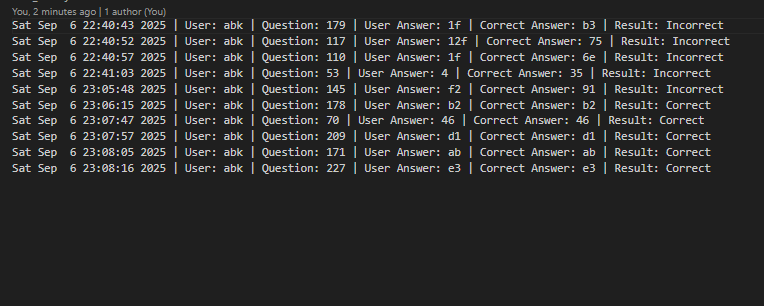 You, 2 minutes ago | 1 author (You)
Sat Sep  6 22:40:43 2025 | User: abk | Question: 179 | User Answer: 1f | Correct Answer: b3 | Result: Incorrect
Sat Sep  6 22:40:52 2025 | User: abk | Question: 117 | User Answer: 12f | Correct Answer: 75 | Result: Incorrect
Sat Sep  6 22:40:57 2025 | User: abk | Question: 110 | User Answer: 1f | Correct Answer: 6e | Result: Incorrect
Sat Sep  6 22:41:03 2025 | User: abk | Question: 53 | User Answer: 4 | Correct Answer: 35 | Result: Incorrect
Sat Sep  6 23:05:48 2025 | User: abk | Question: 145 | User Answer: f2 | Correct Answer: 91 | Result: Incorrect
Sat Sep  6 23:06:15 2025 | User: abk | Question: 178 | User Answer: b2 | Correct Answer: b2 | Result: Correct
Sat Sep  6 23:07:47 2025 | User: abk | Question: 70 | User Answer: 46 | Correct Answer: 46 | Result: Correct
Sat Sep  6 23:07:57 2025 | User: abk | Question: 209 | User Answer: d1 | Correct Answer: d1 | Result: Correct
Sat Sep  6 23:08:05 2025 | User: abk | Question: 171 | User Answer: ab | Correct Answer: ab | Result: Correct
Sat Sep  6 23:08:16 2025 | User: abk | Question: 227 | User Answer: e3 | Correct Answer: e3 | Result: Correct